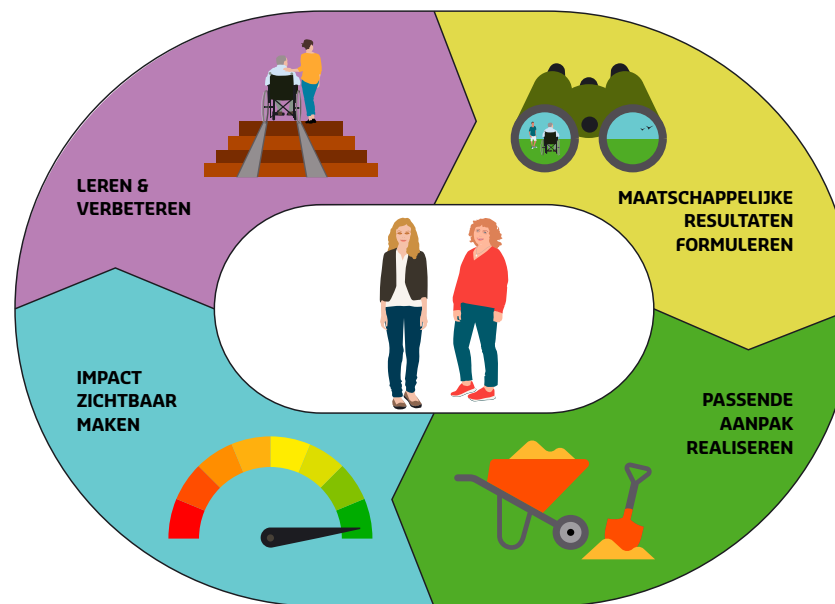 LEREN &
VERBETEREN
MAATSCHAPPELIJKE
RESULTATEN
FORMULEREN
IMPACT
ZICHTBAAR
MAKEN
PASSENDE
AANPAK
REALISEREN